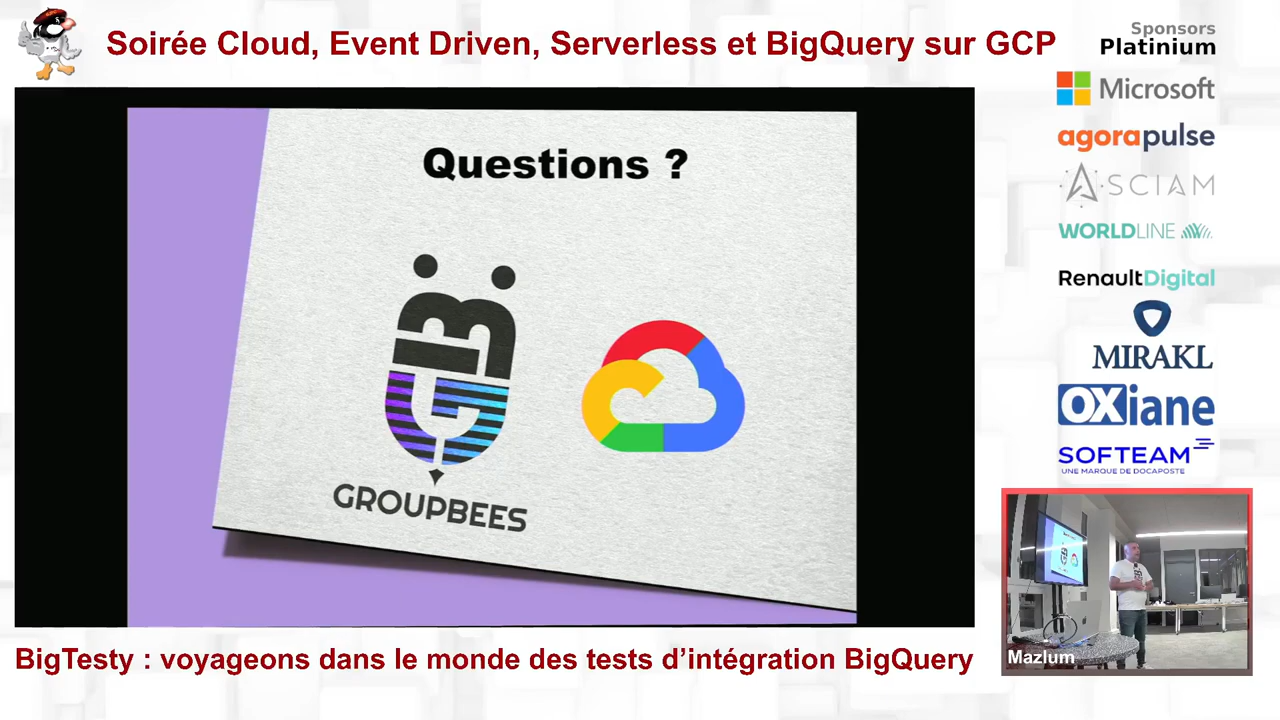 Soirée Cloud, Event Driven, Serverless et BigQuery sur GCP
Sponsors
Platinium
Microsoft
agorapulse
ASCIAM
WORLDLINE
RenaultDigital
MIRAKL
OXiane
SOFTEAM
UNE MARQUE DE DOCAPOSTE
Questions ?
GROUPBEES
Mazlum
BigTesty : voyageons dans le monde des tests d'intégration BigQuery